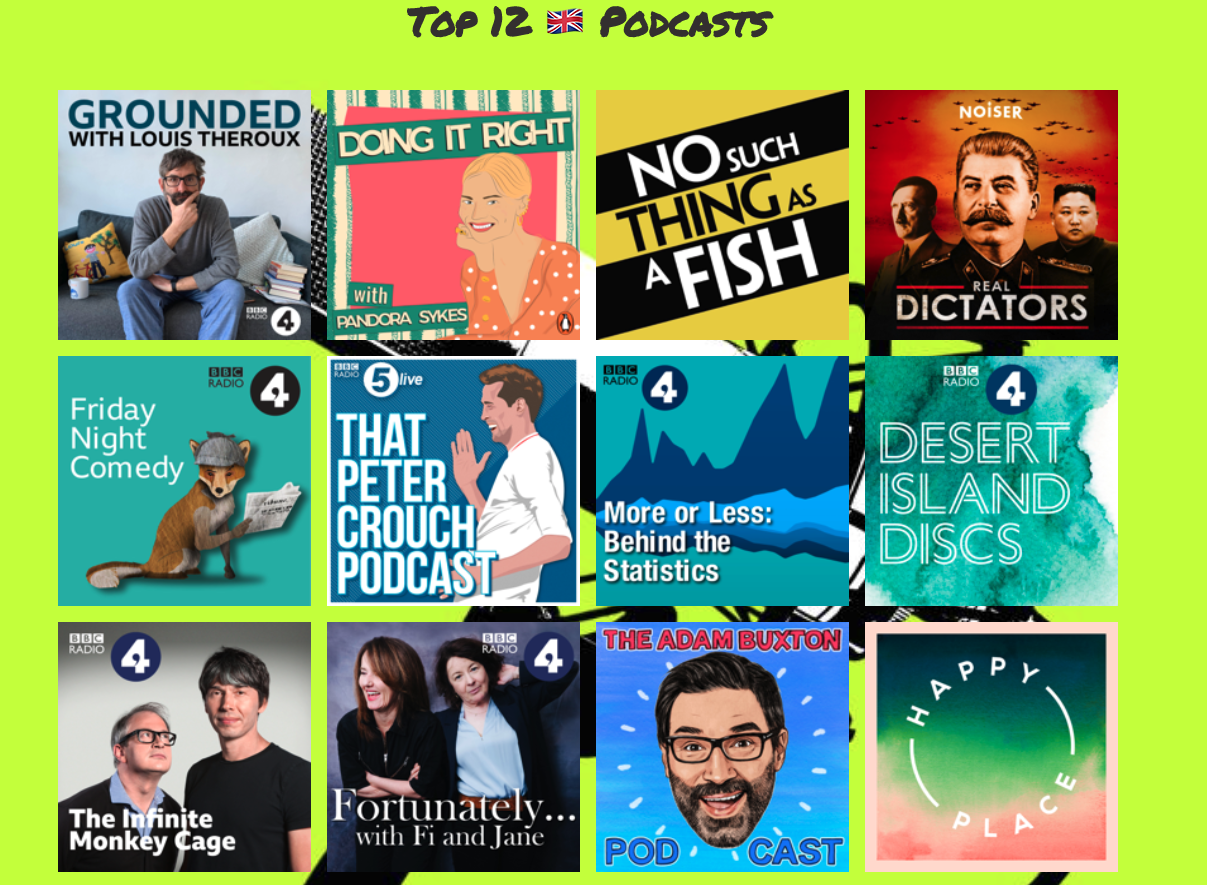 Top 12 🇬🇧 Podcasts
GROUNDED
WITH LOUIS THEROUX
BBC
RADIO
4
DOING IT RIGHT
with
PANDORA SYKES
NO SUCH
THING AS
A FISH
NOiSER
REAL
DICTATORS
BBC
RADIO
4
Friday
Night
Comedy
BBC
RADIO
5 live
THAT
PETER
CROUCH
PODCAST
BBC
RADIO
4
More or Less:
Behind the
Statistics
BBC
RADIO
4
DESERT
ISLAND
DISCS
BBC
RADIO
4
The Infinite
Monkey Cage
BBC
RADIO
4
Fortunately...
with Fi and Jane
THE ADAM BUXTON
POD CAST
HAPPY
PLACE